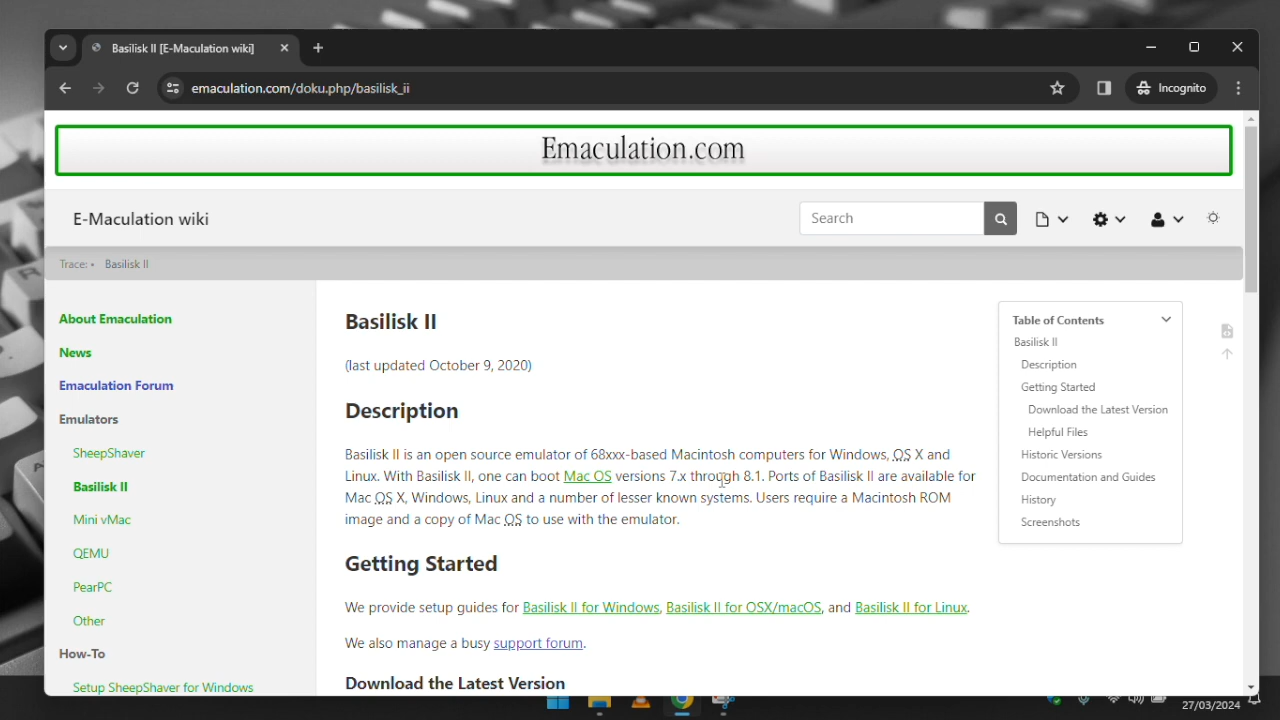 Basilisk II [E-Maculation wiki]
emaculation.com/doku.php/basilisk_ii
Incognito
Emaculation.com
E-Maculation wiki
Search
Trace: • Basilisk II
About Emaculation
News
Emaculation Forum
Emulators
SheepShaver
Basilisk II
Mini vMac
QEMU
PearPC
Other
How-To
Setup SheepShaver for Windows
Basilisk II
(last updated October 9, 2020)
Description
Basilisk II is an open source emulator of 68xxx-based Macintosh computers for Windows, OS X and
Linux. With Basilisk II, one can boot Mac OS versions 7.x through 8.1. Ports of Basilisk II are available for
Mac OS X, Windows, Linux and a number of lesser known systems. Users require a Macintosh ROM
image and a copy of Mac OS to use with the emulator.
Getting Started
We provide setup guides for Basilisk II for Windows, Basilisk II for OSX/macOS, and Basilisk II for Linux.
We also manage a busy support forum.
Download the Latest Version
Table of Contents
Basilisk II
Description
Getting Started
Download the Latest Version
Helpful Files
Historic Versions
Documentation and Guides
History
Screenshots
27/03/2024